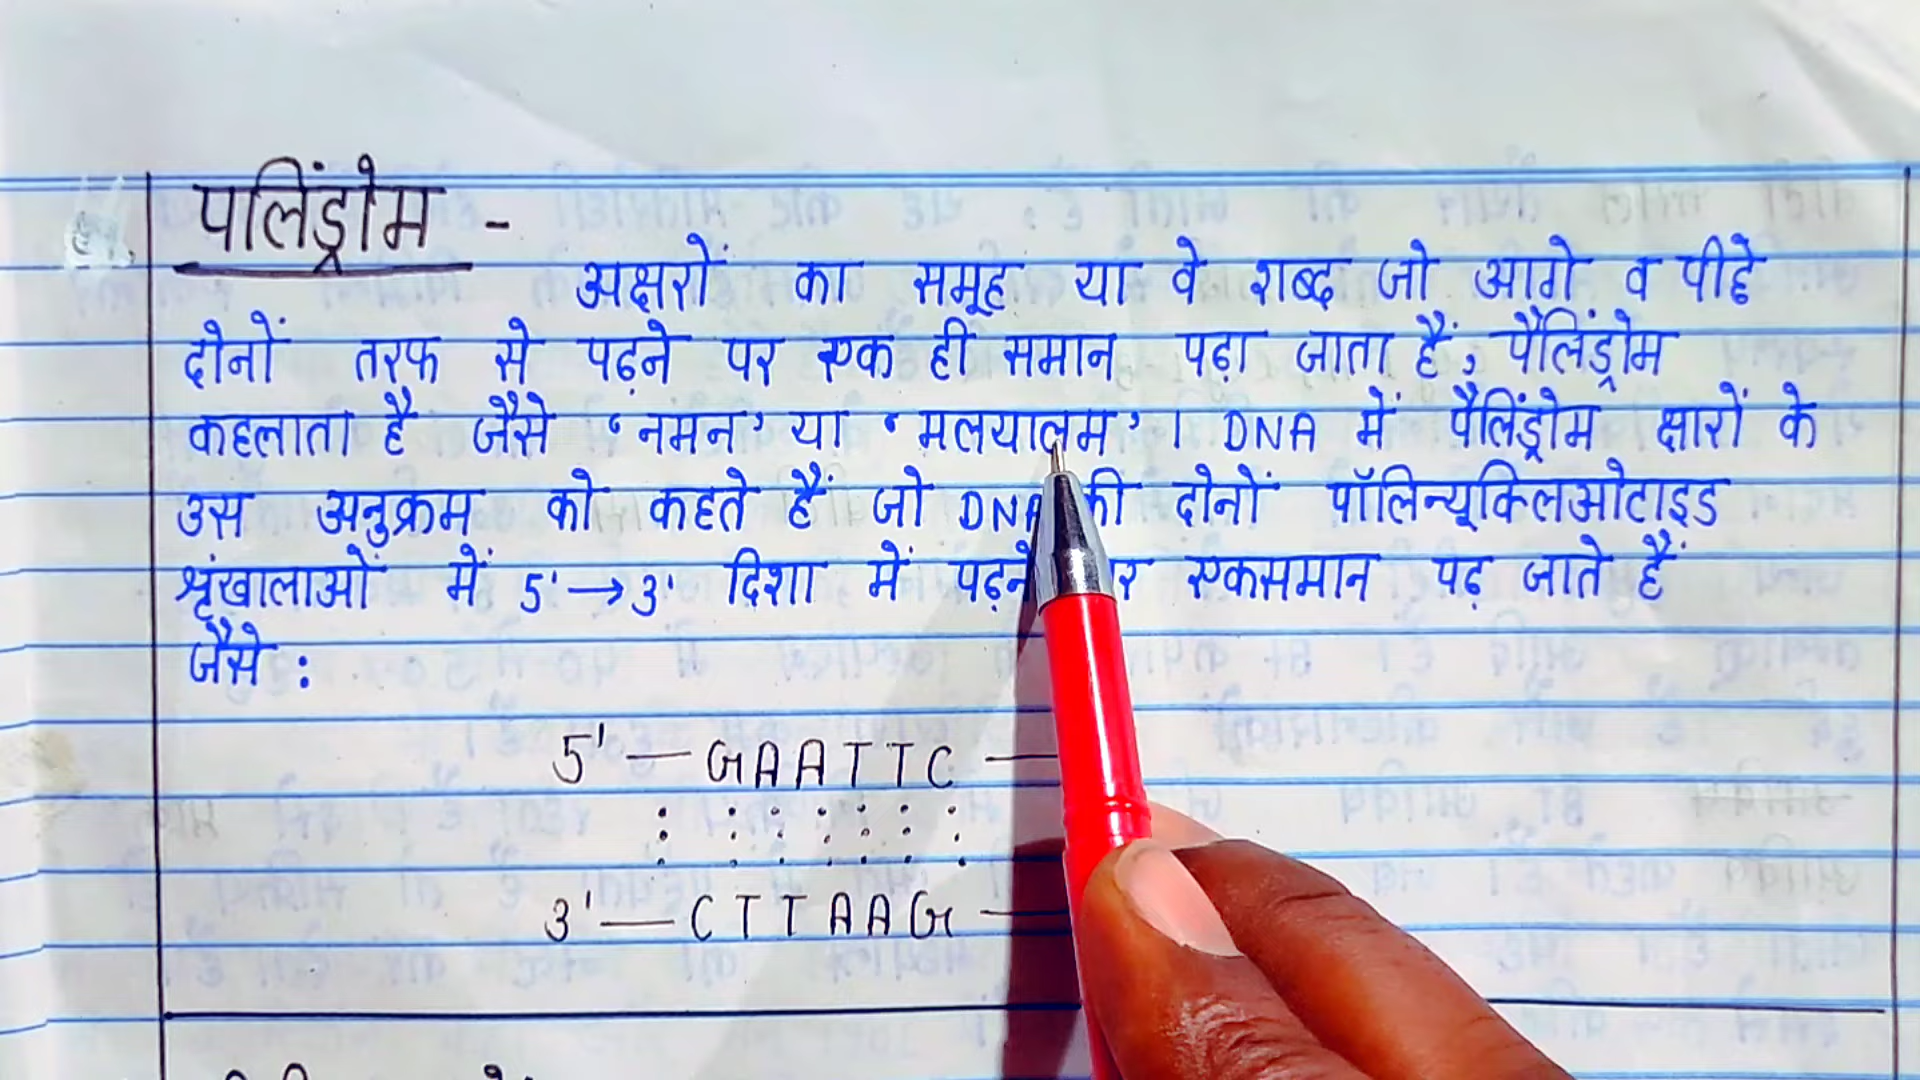 पलिंड्रोम -
अक्षरों का समूह या वे शब्द जो आगे व पीछे
दोनों तरफ से पढ़ने पर एक ही समान पढ़ा जाता हैं, पैलिंड्रोम
कहलाता है जैसे 'नमन' या 'मलयालम' । DNA में पैलिंड्रोम क्षारों के
उस अनुक्रम को कहते हैं जो DNA की दोनों पॉलिन्यूक्लिओटाइड
श्रृंखालाओं में 5' → 3' दिशा में पढ़ने पर एकसमान पढ़ जाते हैं
जैसे :
5' — GAATTC —
3' — CTTAAG —